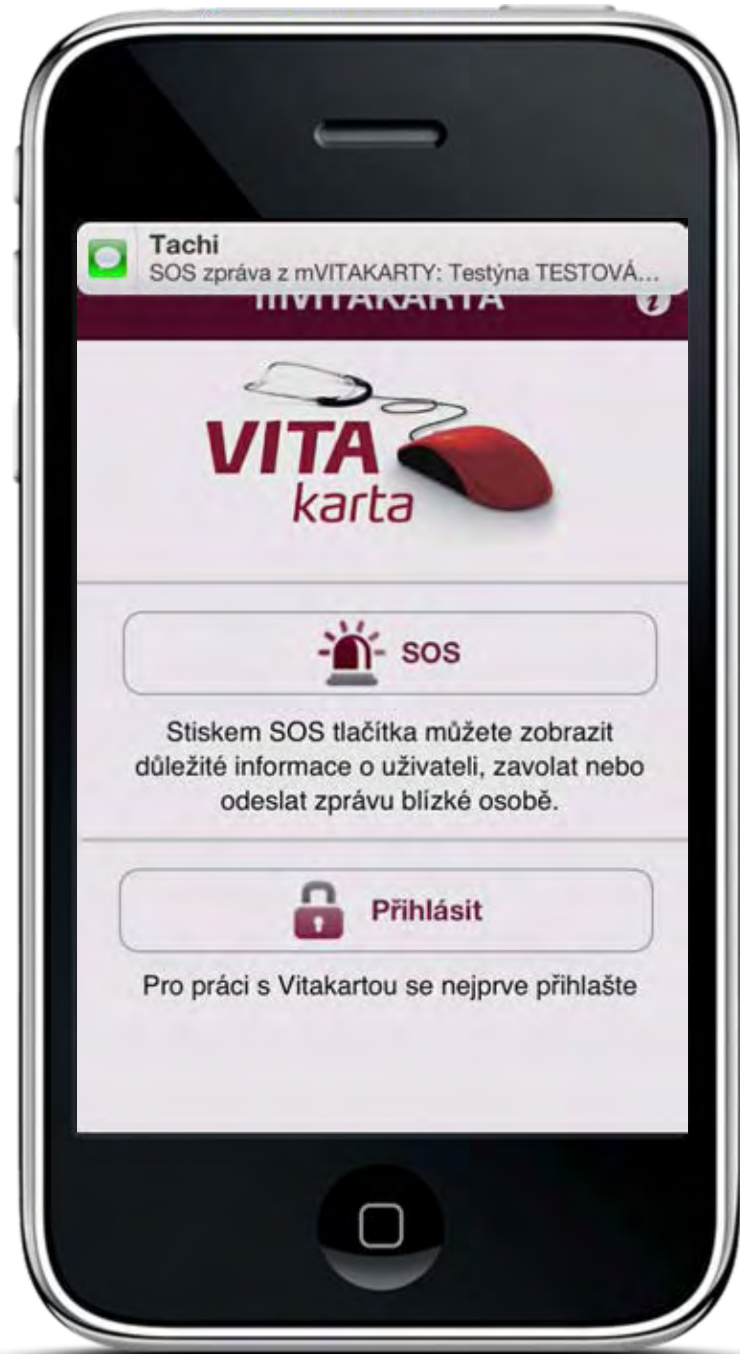 Tachi
SOS zpráva z mVITAKARTY: Testýna TESTOVÁ...
mVITAKARTA
VITA
karta
SOS
Stiskem SOS tlačítka můžete zobrazit
důležité informace o uživateli, zavolat nebo
odeslat zprávu blízké osobě.
Přihlásit
Pro práci s Vitakartou se nejprve přihlašte